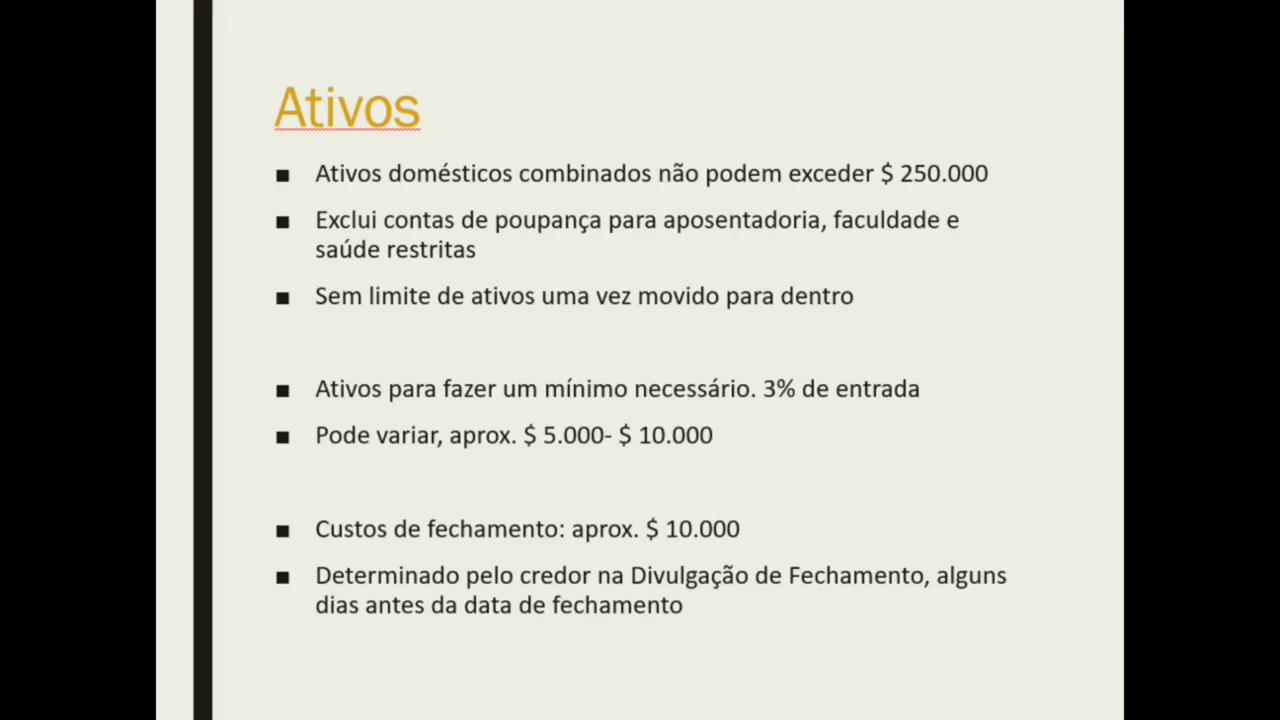 Ativos
■ Ativos domésticos combinados não podem exceder $ 250.000
■ Exclui contas de poupança para aposentadoria, faculdade e
saúde restritas
■ Sem limite de ativos uma vez movido para dentro
■ Ativos para fazer um mínimo necessário. 3% de entrada
■ Pode variar, aprox. $ 5.000- $ 10.000
■ Custos de fechamento: aprox. $ 10.000
■ Determinado pelo credor na Divulgação de Fechamento, alguns
dias antes da data de fechamento